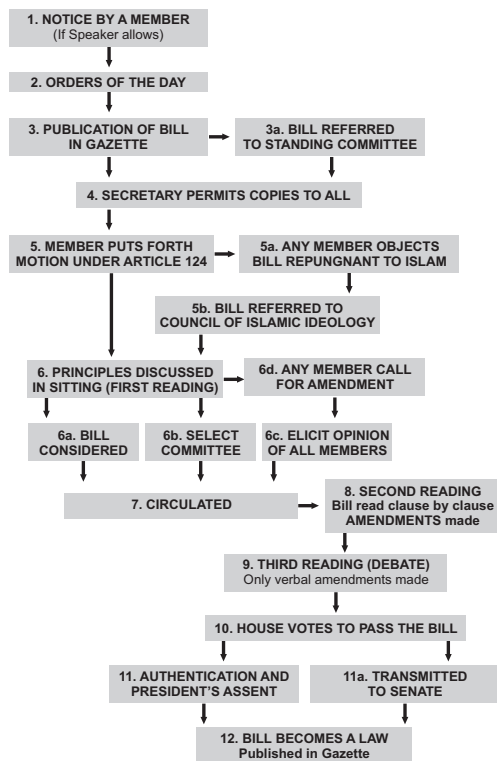 1. NOTICE BY A MEMBER
(If Speaker allows)
2. ORDERS OF THE DAY
3. PUBLICATION OF BILL
IN GAZETTE
3a. BILL REFERRED
TO STANDING COMMITTEE
4. SECRETARY PERMITS COPIES TO ALL
5. MEMBER PUTS FORTH
MOTION UNDER ARTICLE 124
5a. ANY MEMBER OBJECTS
BILL REPUNGNANT TO ISLAM
5b. BILL REFERRED TO
COUNCIL OF ISLAMIC IDEOLOGY
6. PRINCIPLES DISCUSSED
IN SITTING (FIRST READING)
6d. ANY MEMBER CALL
FOR AMENDMENT
6a. BILL
CONSIDERED
6b. SELECT
COMMITTEE
6c. ELICIT OPINION
OF ALL MEMBERS
7. CIRCULATED
8. SECOND READING
Bill read clause by clause
AMENDMENTS made
9. THIRD READING (DEBATE)
Only verbal amendments made
10. HOUSE VOTES TO PASS THE BILL
11. AUTHENTICATION AND
PRESIDENT'S ASSENT
11a. TRANSMITTED
TO SENATE
12. BILL BECOMES A LAW
Published in Gazette